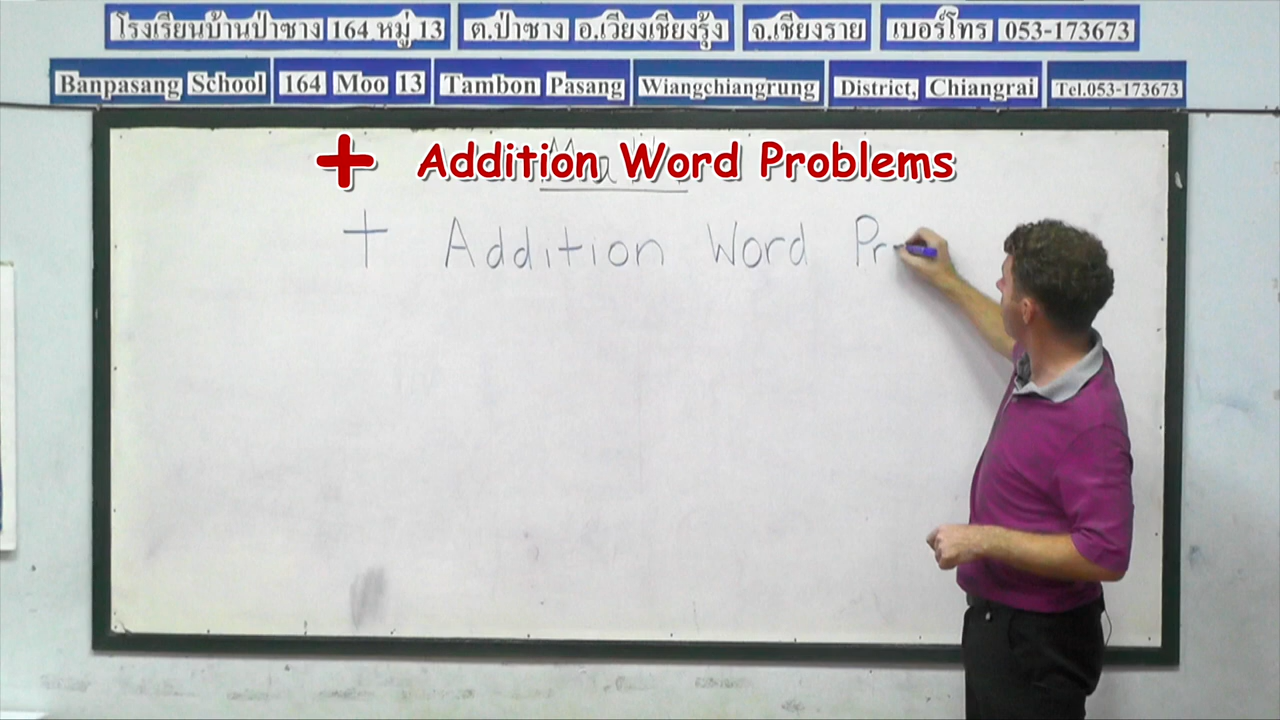 โรงเรียนบ้านป่าซาง 164 หมู่ 13 ต.ป่าซาง อ.เวียงเชียงรุ้ง จ.เชียงราย เบอร์โทร 053-173673
Banpasang School 164 Moo 13 Tambon Pasang Wiangchiangrung District, Chiangrai Tel.053-173673
+ Addition Word Problems
+ Addition Word Pr